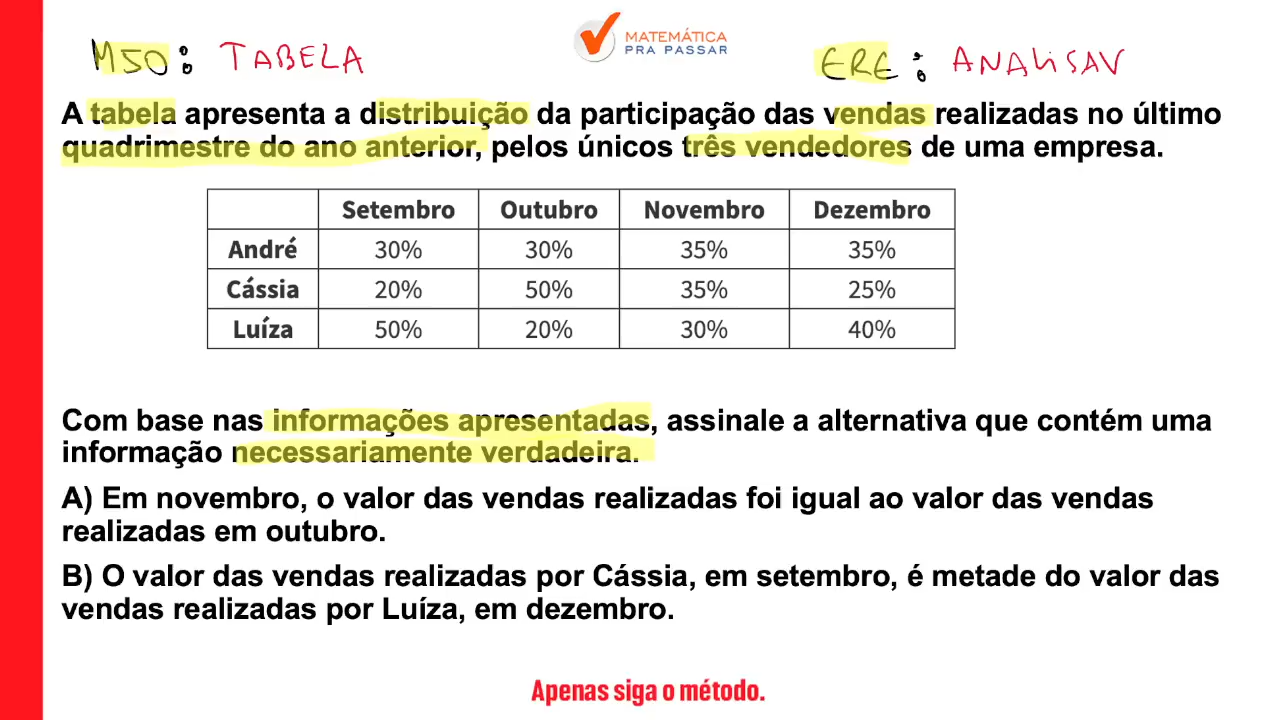 MATEMÁTICA
PRA PASSAR
M50: TABELA
ERE: ANALISAR
A tabela apresenta a distribuição da participação das vendas realizadas no último
quadrimestre do ano anterior, pelos únicos três vendedores de uma empresa.
Setembro Outubro Novembro Dezembro
André 30% 30% 35% 35%
Cássia 20% 50% 35% 25%
Luíza 50% 20% 30% 40%
Com base nas informações apresentadas, assinale a alternativa que contém uma
informação necessariamente verdadeira.
A) Em novembro, o valor das vendas realizadas foi igual ao valor das vendas
realizadas em outubro.
B) O valor das vendas realizadas por Cássia, em setembro, é metade do valor das
vendas realizadas por Luíza, em dezembro.
Apenas siga o método.